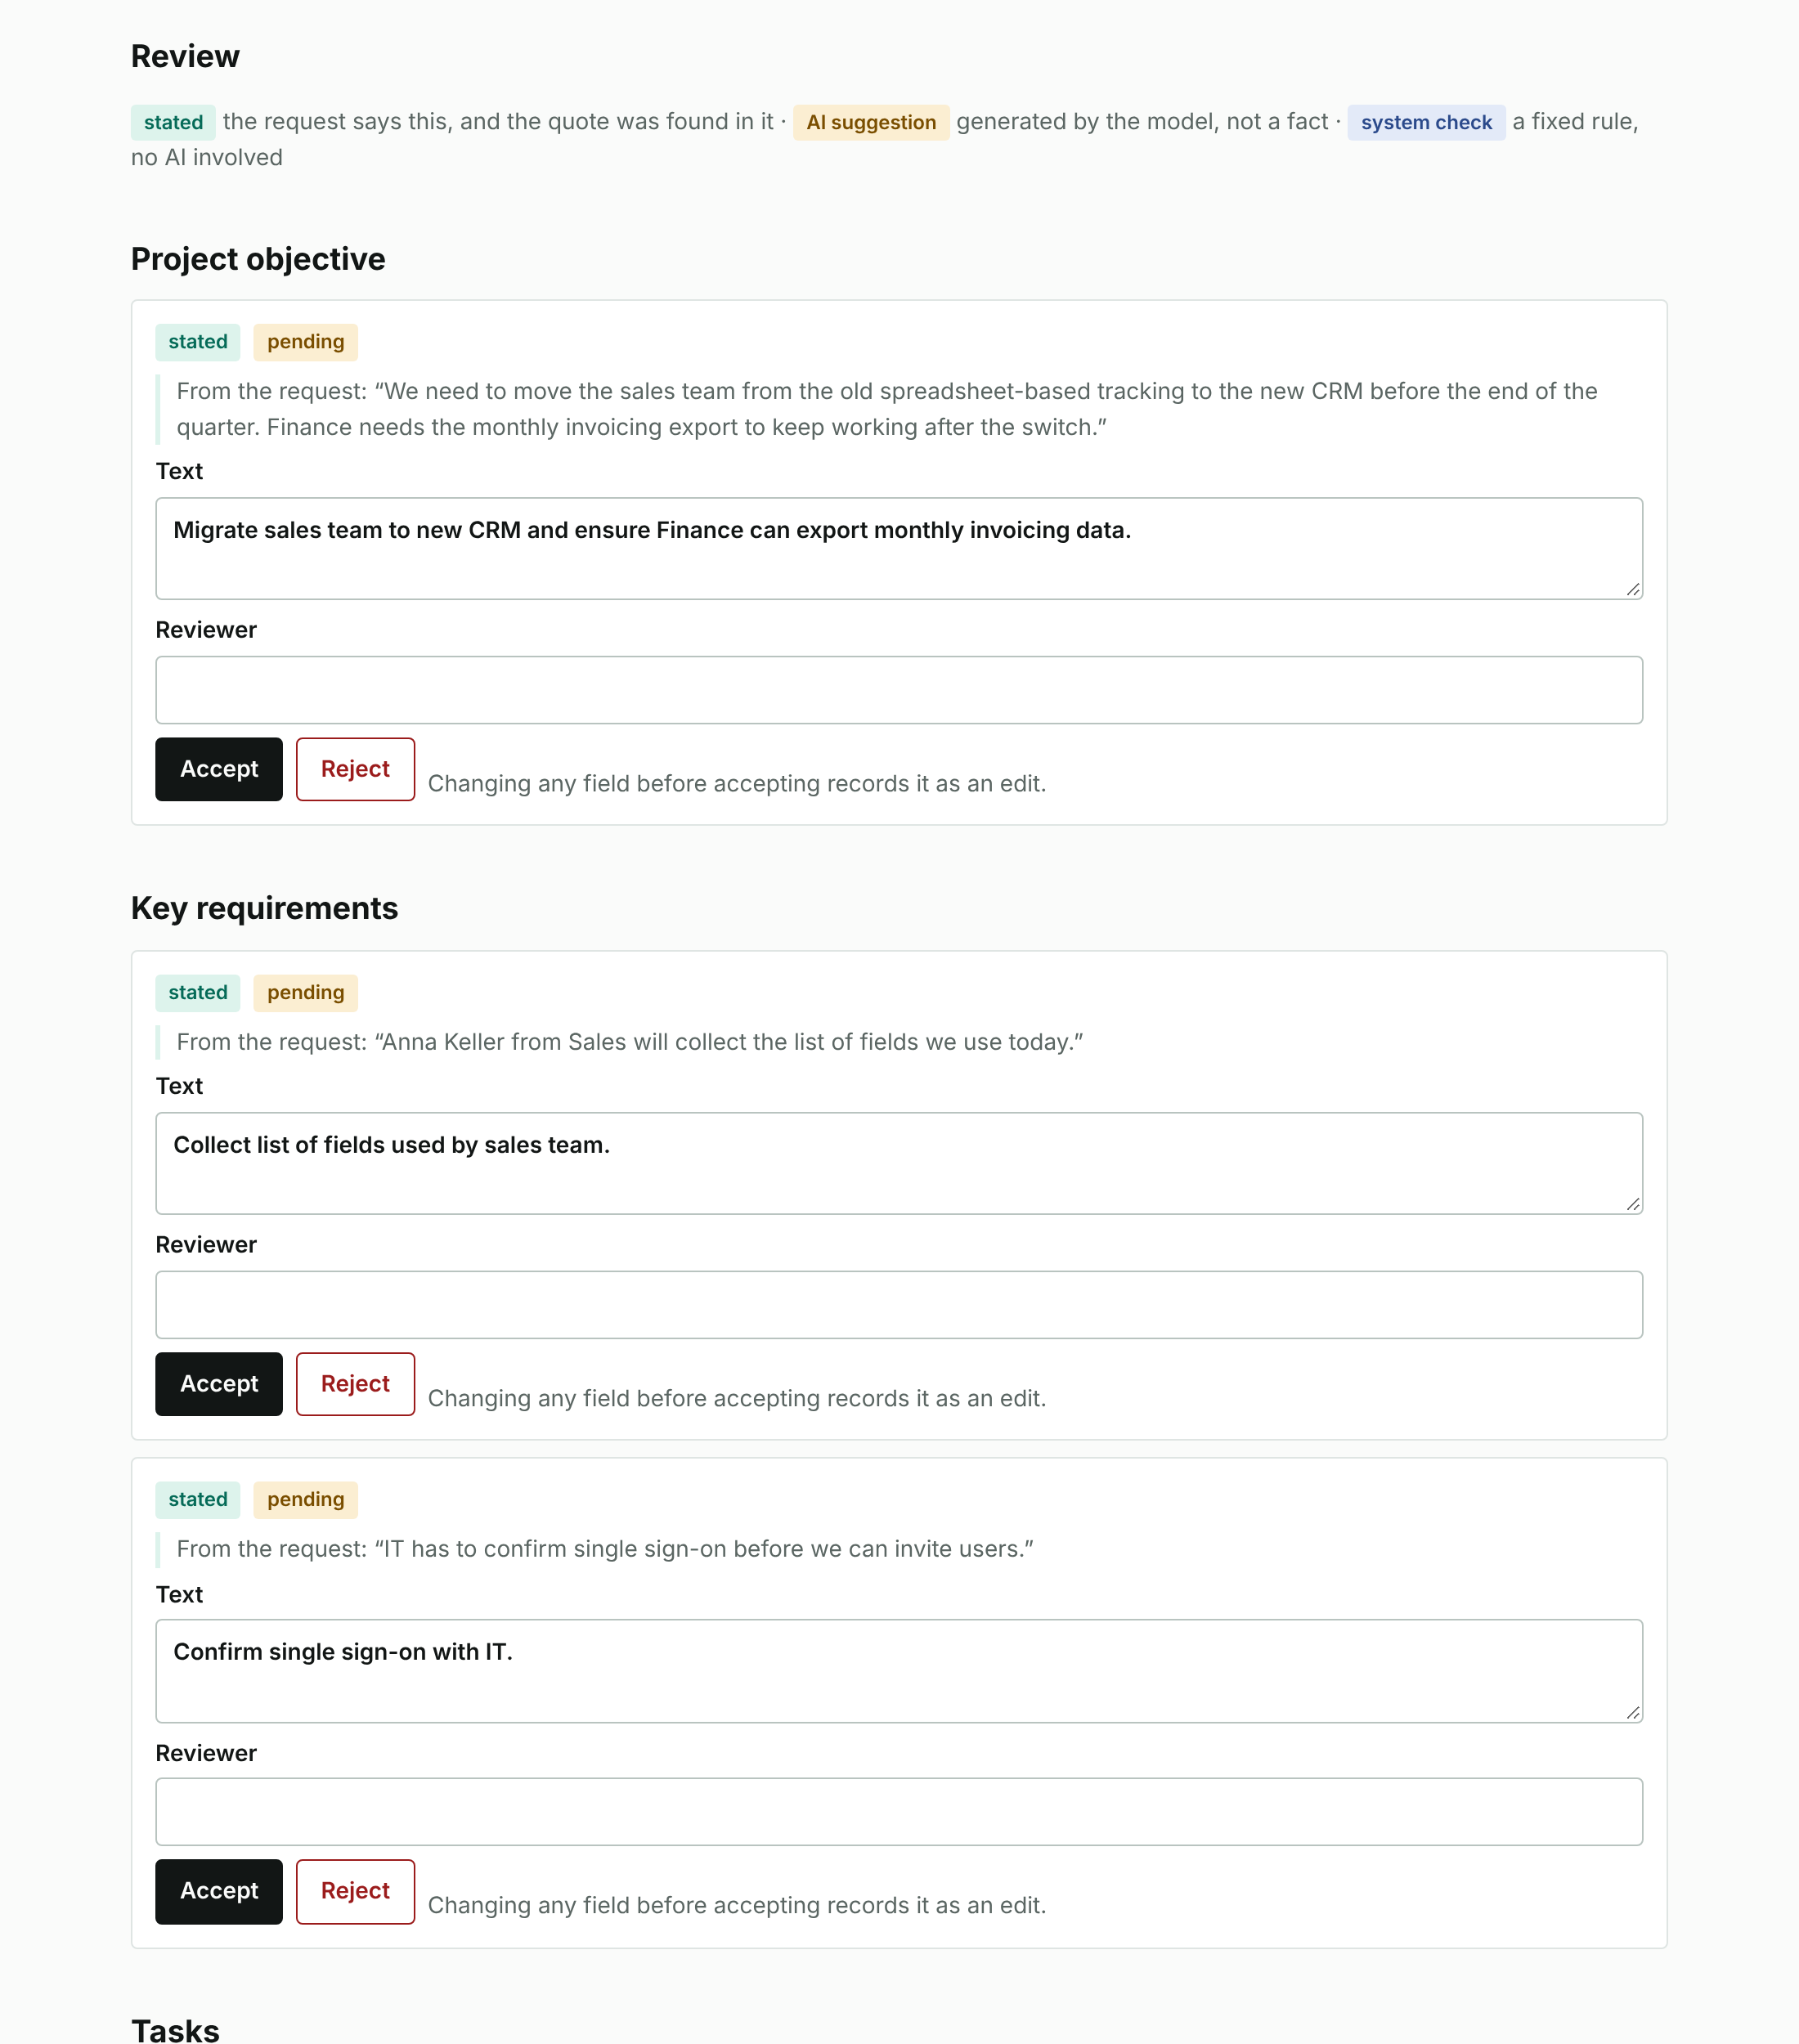 Review
stated the request says this, and the quote was found in it · AI suggestion generated by the model, not a fact · system check a fixed rule,
no AI involved
Project objective
stated pending
From the request: “We need to move the sales team from the old spreadsheet-based tracking to the new CRM before the end of the
quarter. Finance needs the monthly invoicing export to keep working after the switch.”
Text
Migrate sales team to new CRM and ensure Finance can export monthly invoicing data.
Reviewer
Accept Reject Changing any field before accepting records it as an edit.
Key requirements
stated pending
From the request: “Anna Keller from Sales will collect the list of fields we use today.”
Text
Collect list of fields used by sales team.
Reviewer
Accept Reject Changing any field before accepting records it as an edit.
stated pending
From the request: “IT has to confirm single sign-on before we can invite users.”
Text
Confirm single sign-on with IT.
Reviewer
Accept Reject Changing any field before accepting records it as an edit.
Tasks